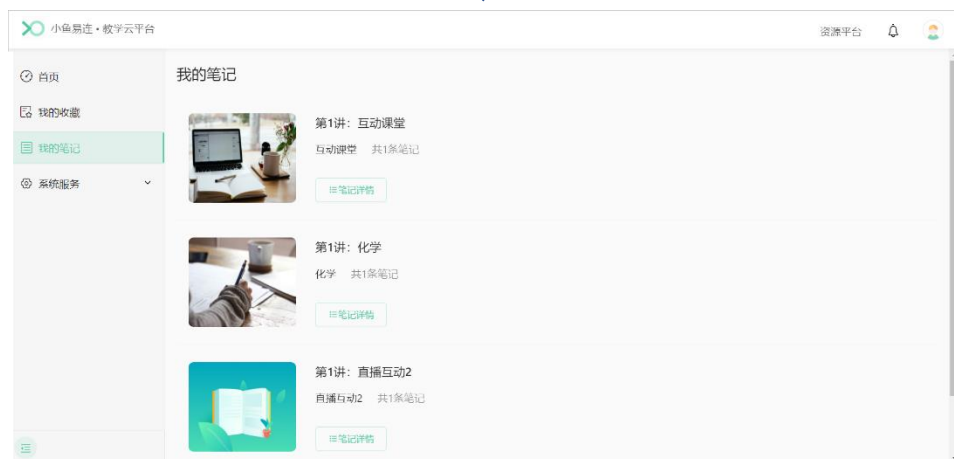 小鱼易连·教学云平台
资源平台
首页
我的收藏
我的笔记
系统服务
我的笔记
第1讲：互动课堂
互动课堂 共1条笔记
笔记详情
第1讲：化学
化学 共1条笔记
笔记详情
第1讲：直播互动2
直播互动2 共1条笔记
笔记详情